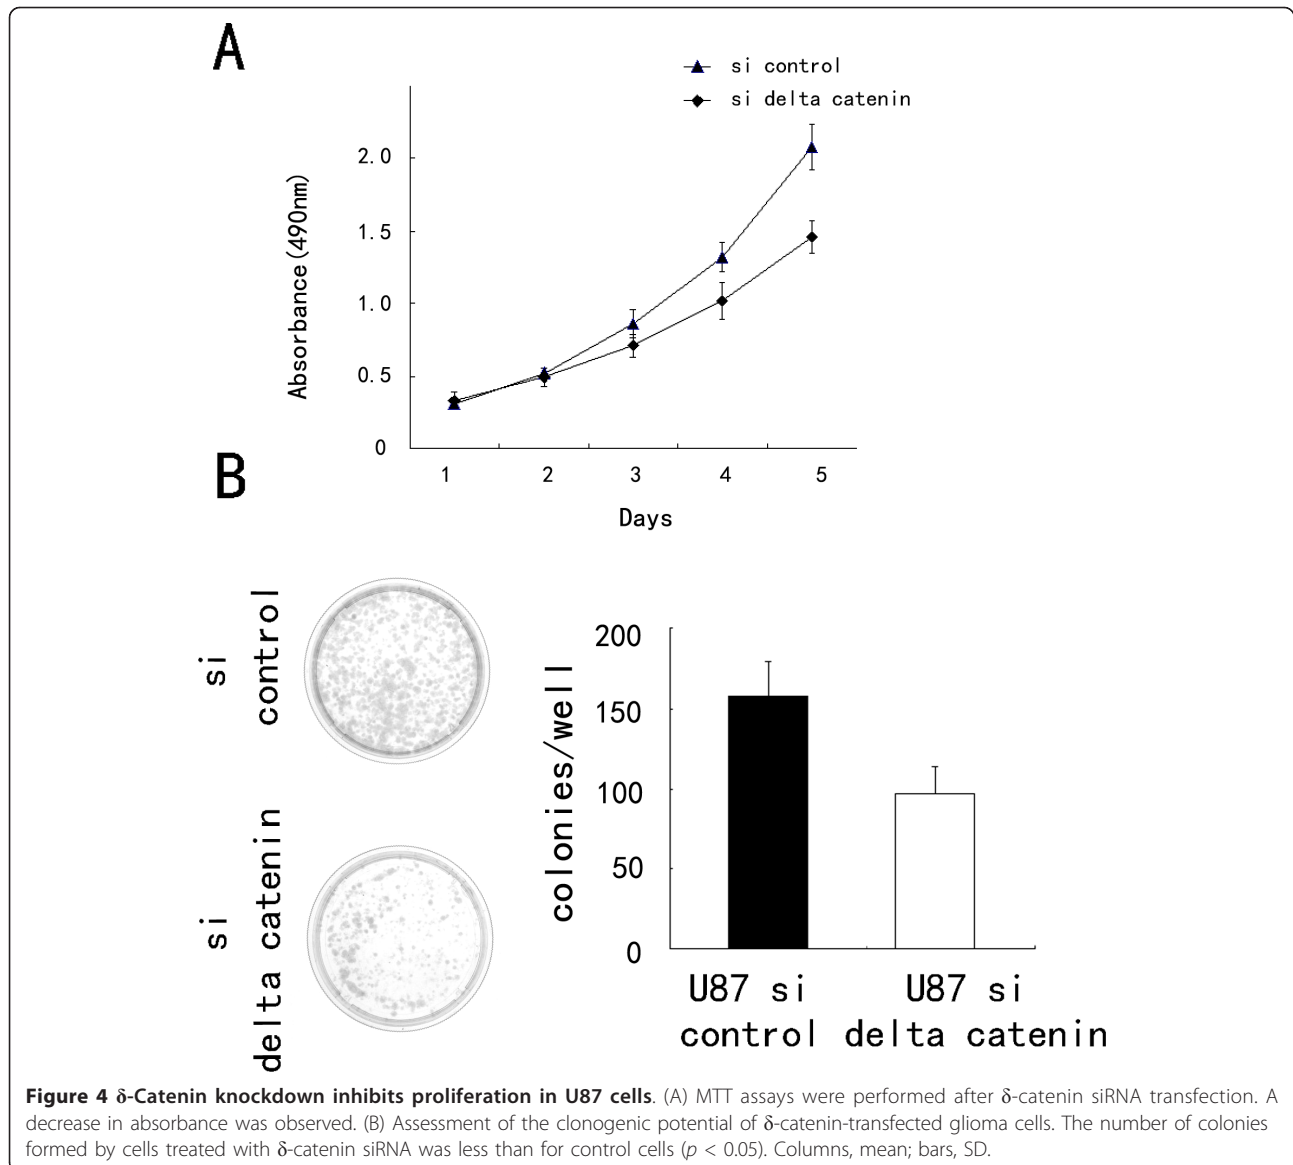 A
si control
si delta catenin
Absorbance(490nm)
2.0
1.5
1.0
0.5
0
1 2 3 4 5
Days
B
si
control
si
delta catenin
colonies/well
200
150
100
50
0
U87 si U87 si
control delta catenin
Figure 4 δ-Catenin knockdown inhibits proliferation in U87 cells. (A) MTT assays were performed after δ-catenin siRNA transfection. A
decrease in absorbance was observed. (B) Assessment of the clonogenic potential of δ-catenin-transfected glioma cells. The number of colonies
formed by cells treated with δ-catenin siRNA was less than for control cells (p < 0.05). Columns, mean; bars, SD.